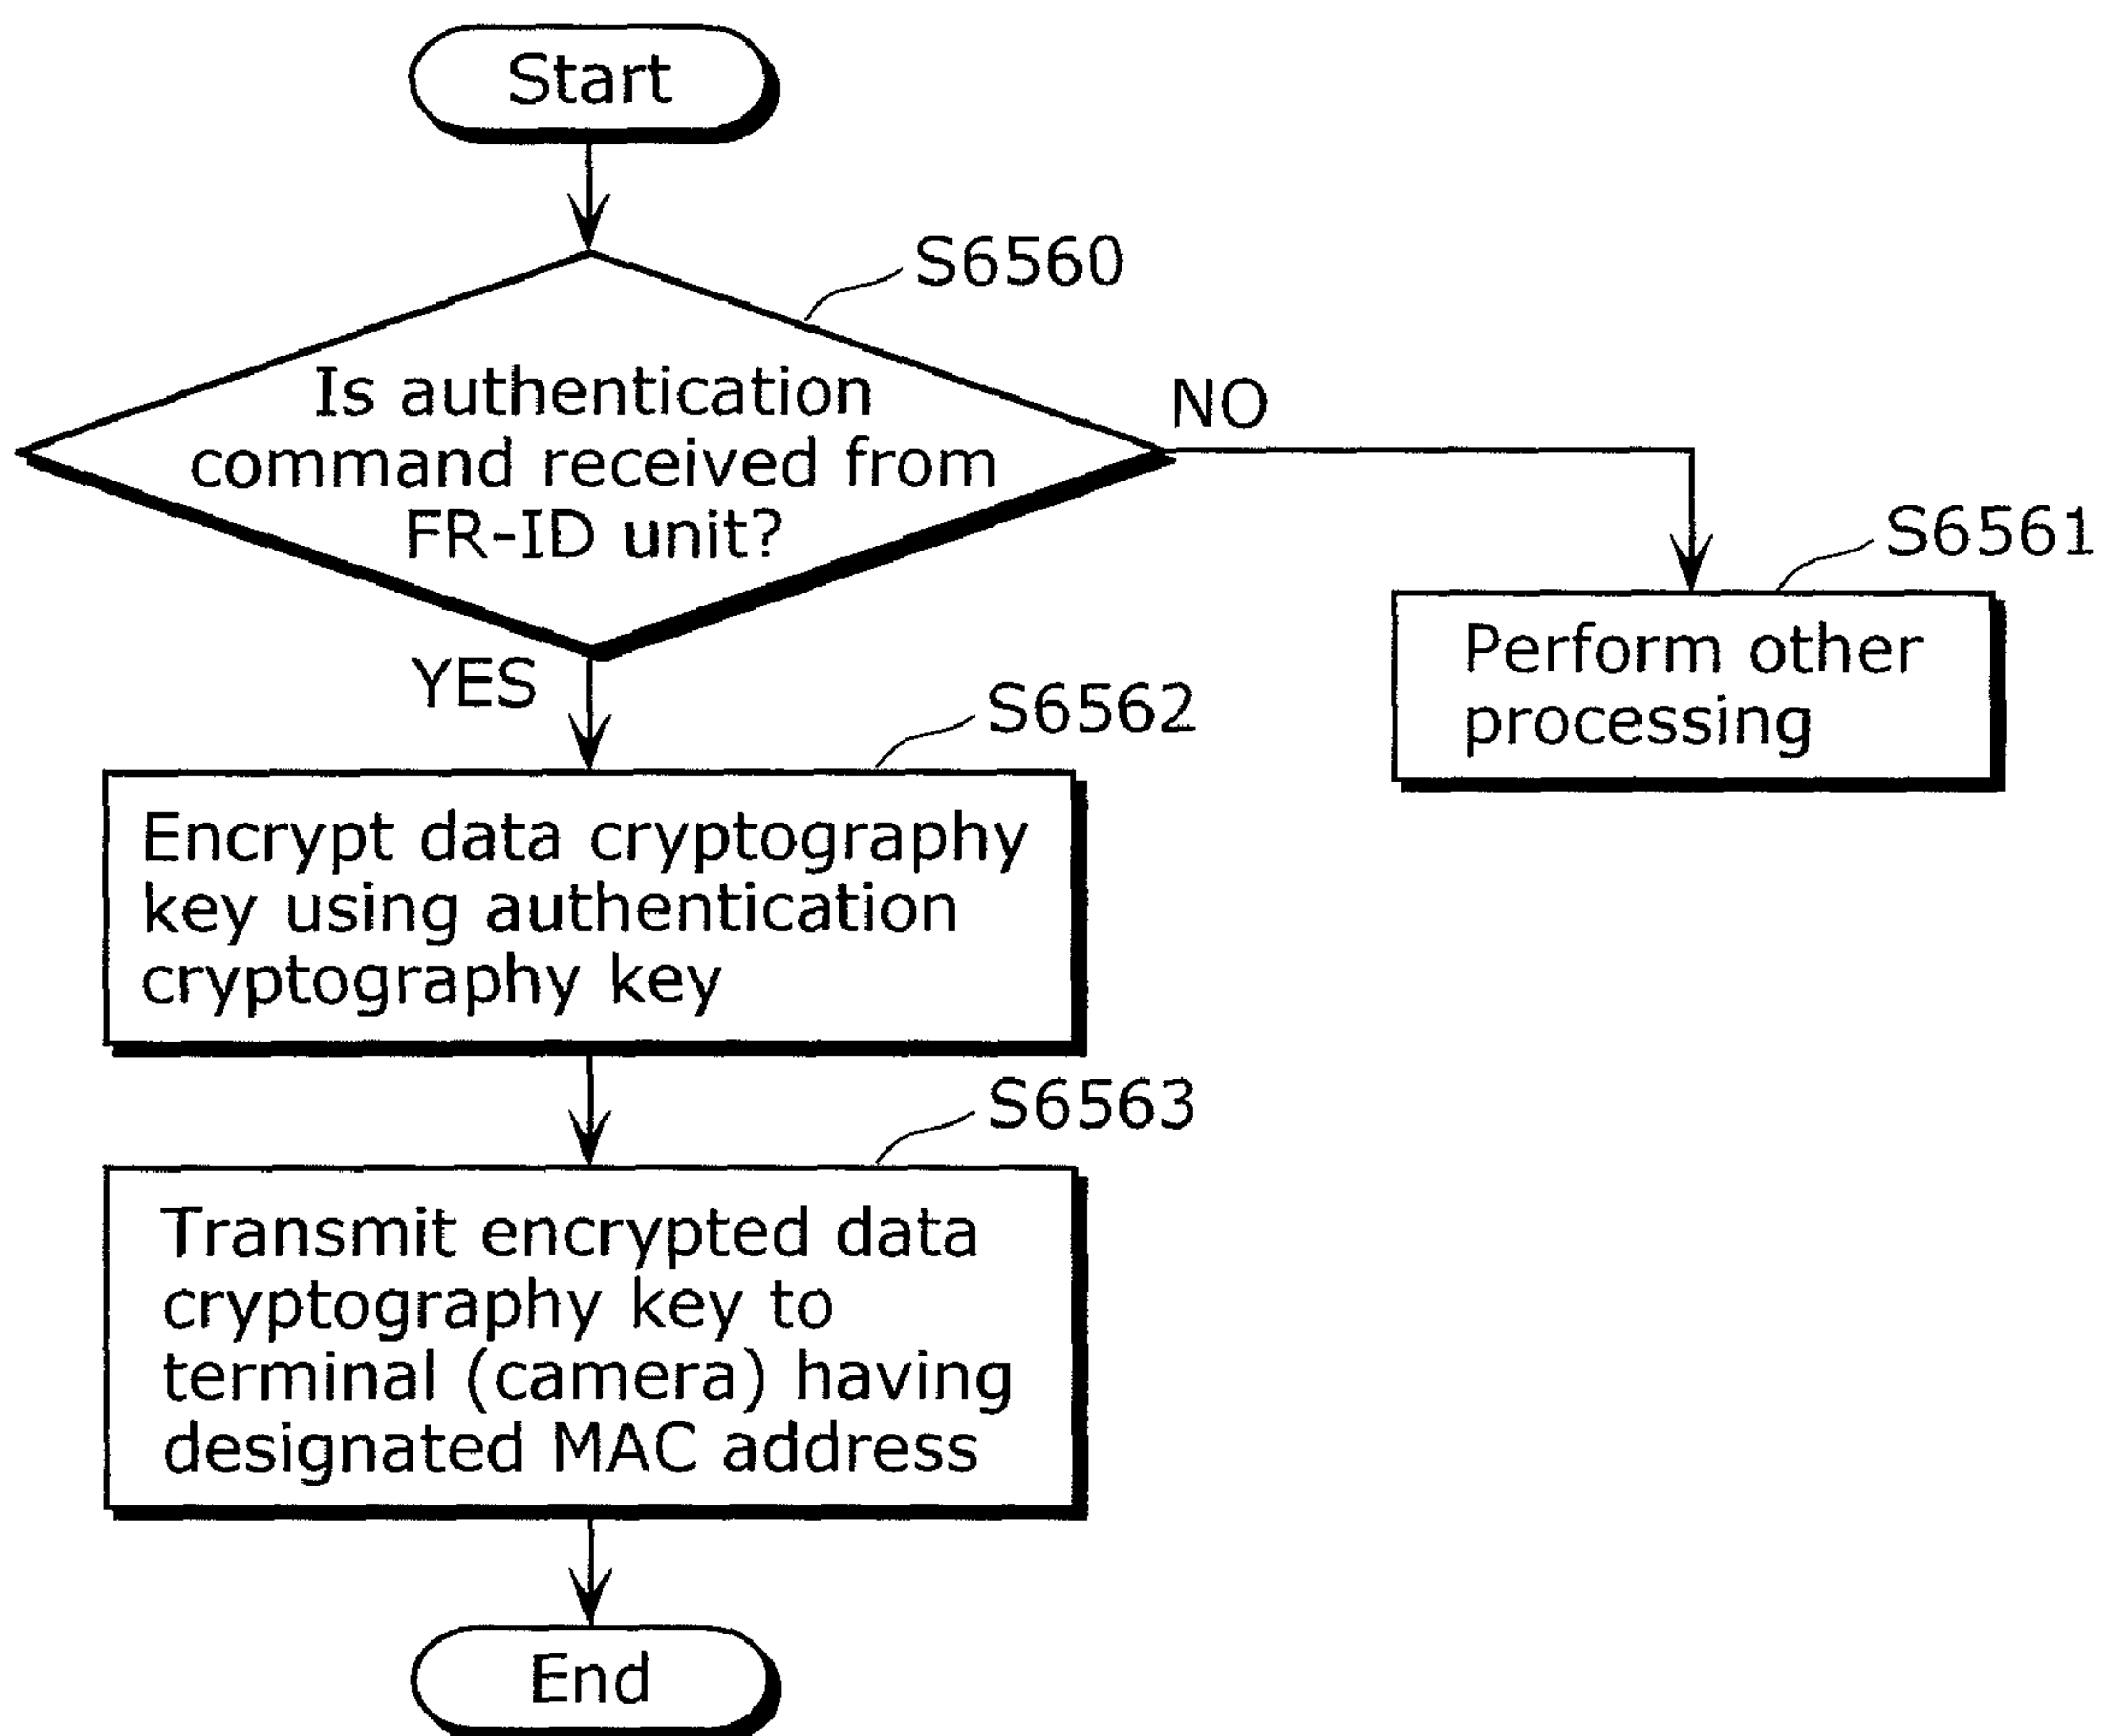 Start
S6560
Is authentication
command received from
FR-ID unit?
NO
S6561
Perform other
processing
YES
S6562
Encrypt data cryptography
key using authentication
cryptography key
S6563
Transmit encrypted data
cryptography key to
terminal (camera) having
designated MAC address
End